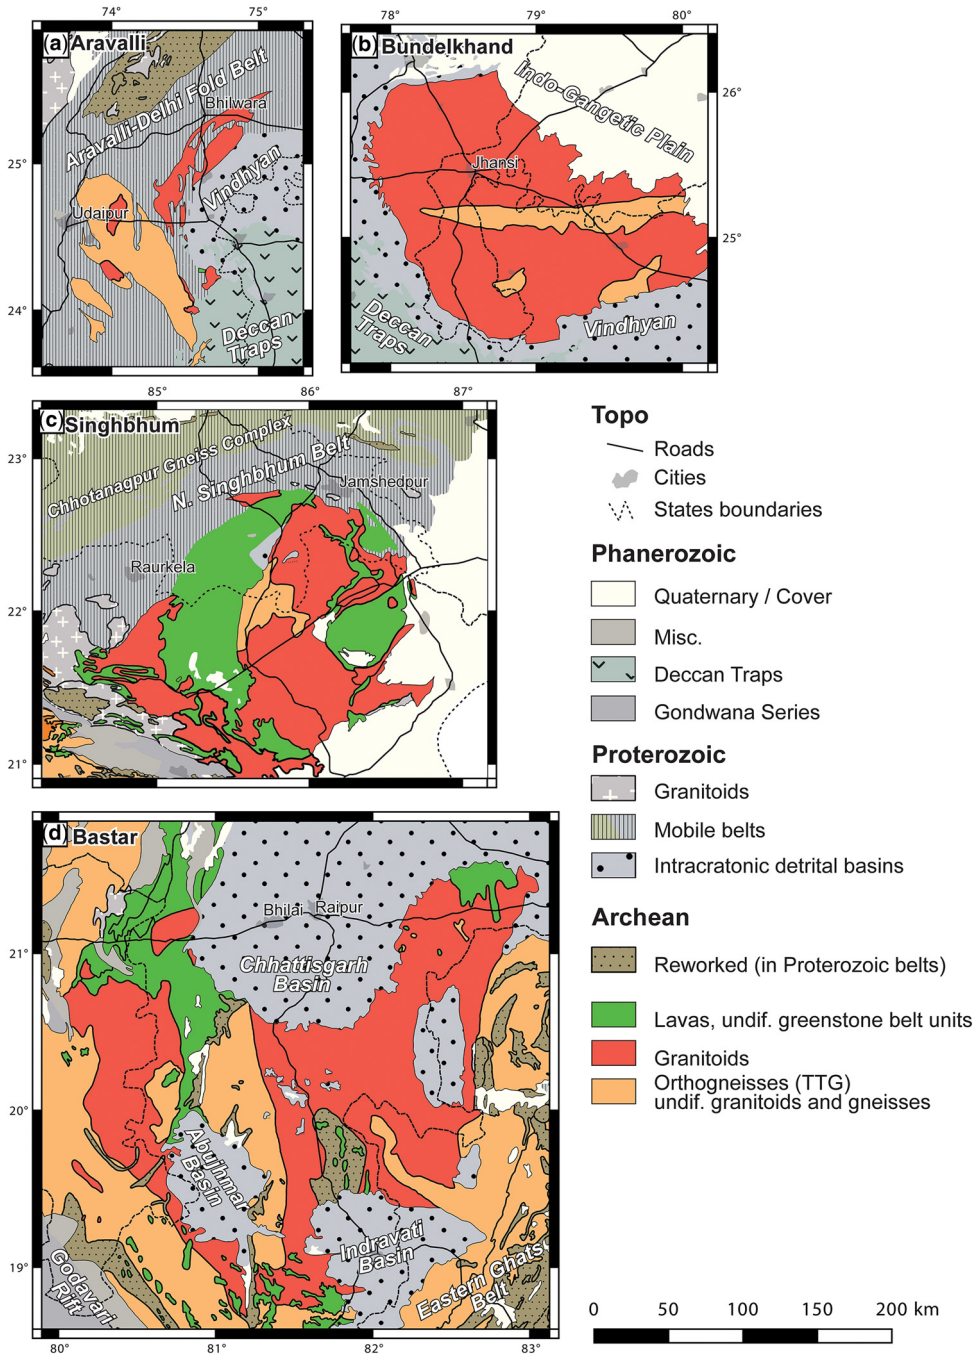 74°
75°
(a) Aravalli
Aravalli-Delhi Fold Belt
Bhilwara
25°
Vindhyan
Udaipur
24°
Deccan
Traps
78°
79°
80°
(b) Bundelkhand
Indo-Gangetic Plain
26°
Jhansi
25°
Deccan
Traps
Vindhyan
85°
86°
87°
(c) Singhbhum
Chhotanagpur Gneiss Complex
23°
N. Singhbhum Belt
Jamshedpur
Raurkela
22°
21°
(d) Bastar
Bhilai
Raipur
21°
Chhattisgarh
Basin
20°
Abujhmar
Basin
Indravati
Basin
19°
Godavari
Rift
Eastern Ghats
Belt
80°
81°
82°
83°
Topo
Roads
Cities
States boundaries
Phanerozoic
Quaternary / Cover
Misc.
Deccan Traps
Gondwana Series
Proterozoic
Granitoids
Mobile belts
Intracratonic detrital basins
Archean
Reworked (in Proterozoic belts)
Lavas, undif. greenstone belt units
Granitoids
Orthogneisses (TTG)
undif. granitoids and gneisses
0 50 100 150 200 km